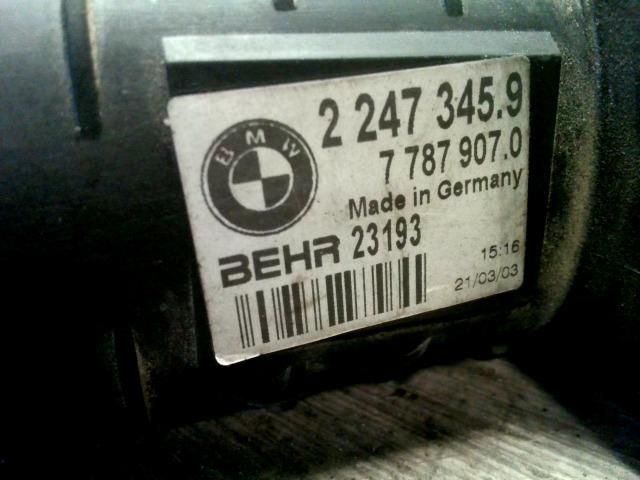 BMW
2 247 345.9
7 787 907.0
Made in Germany
BEHR 23193
15:16
21/03/03